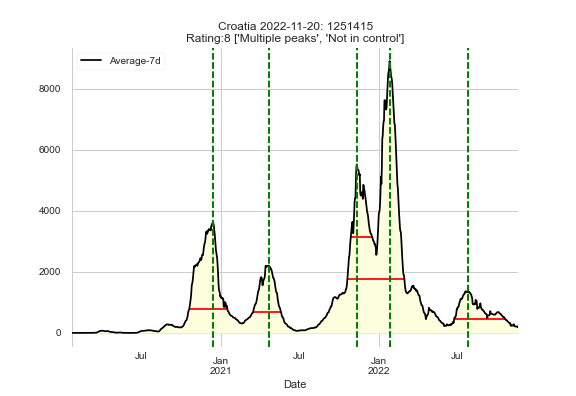 Croatia 2022-11-20: 1251415
Rating:8 ['Multiple peaks', 'Not in control']
Average-7d
8000
6000
4000
2000
0
Jul
Jan
2021
Jul
Jan
2022
Jul
Date